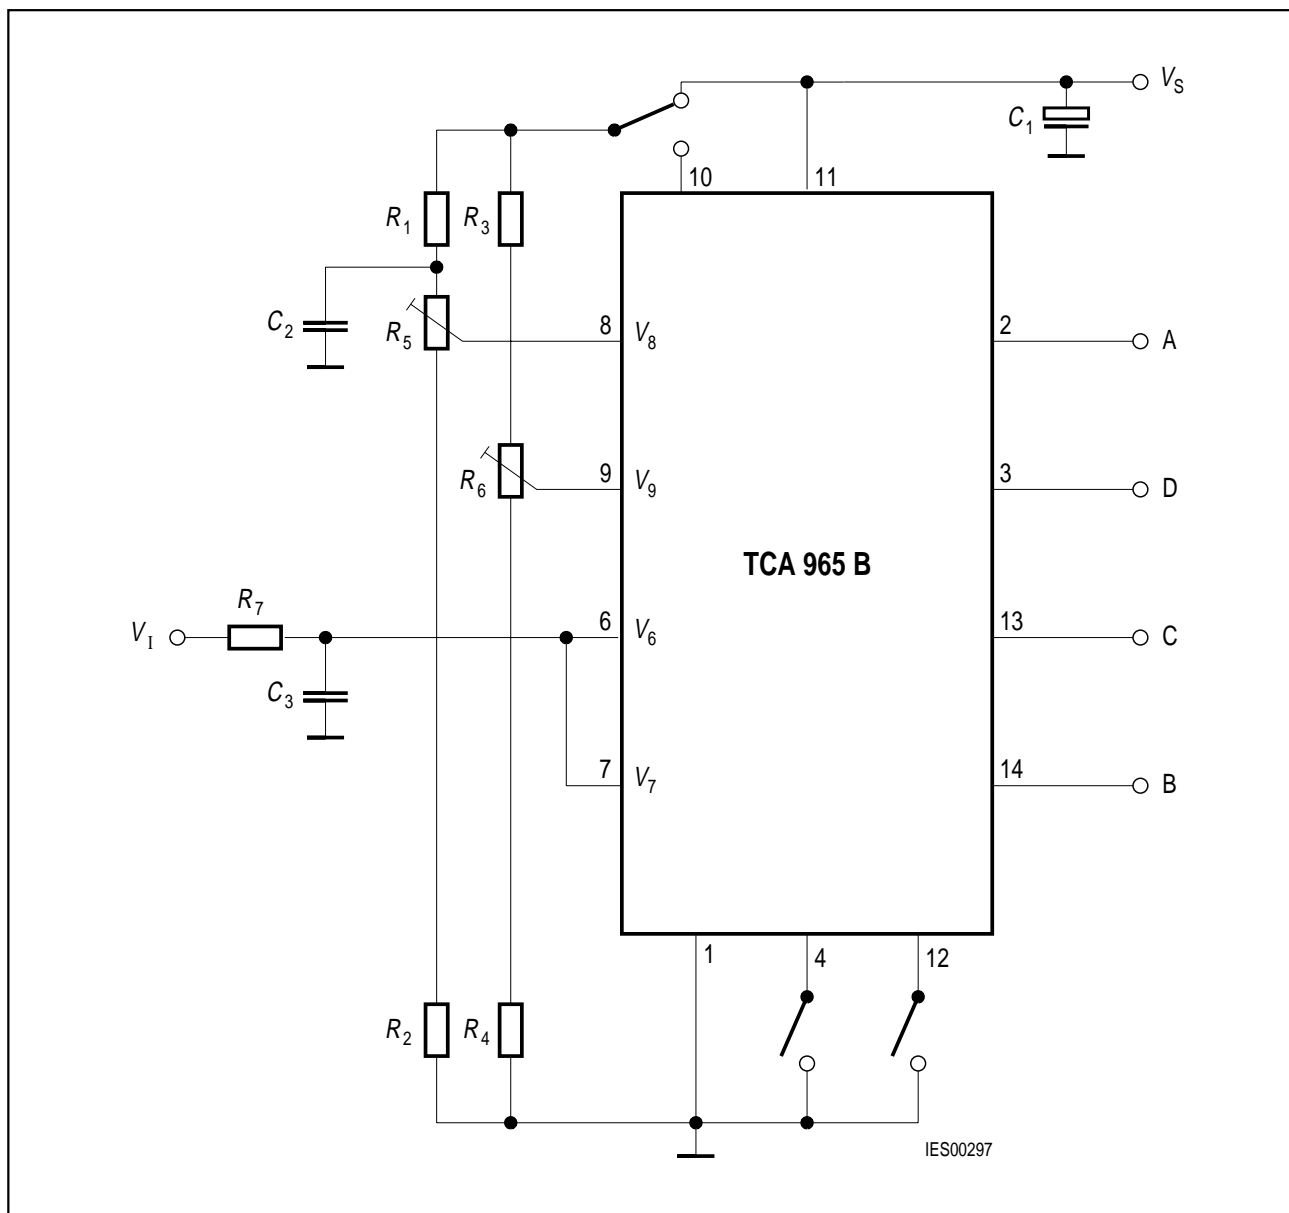 V_S
C_1
10 11
R_1 R_3
C_2 R_5 8 V_8 2 A
R_6 9 V_9 3 D
TCA 965 B
R_7
V_I 6 V_6 13 C
C_3
7 V_7 14 B
1 4 12
R_2 R_4
IES00297